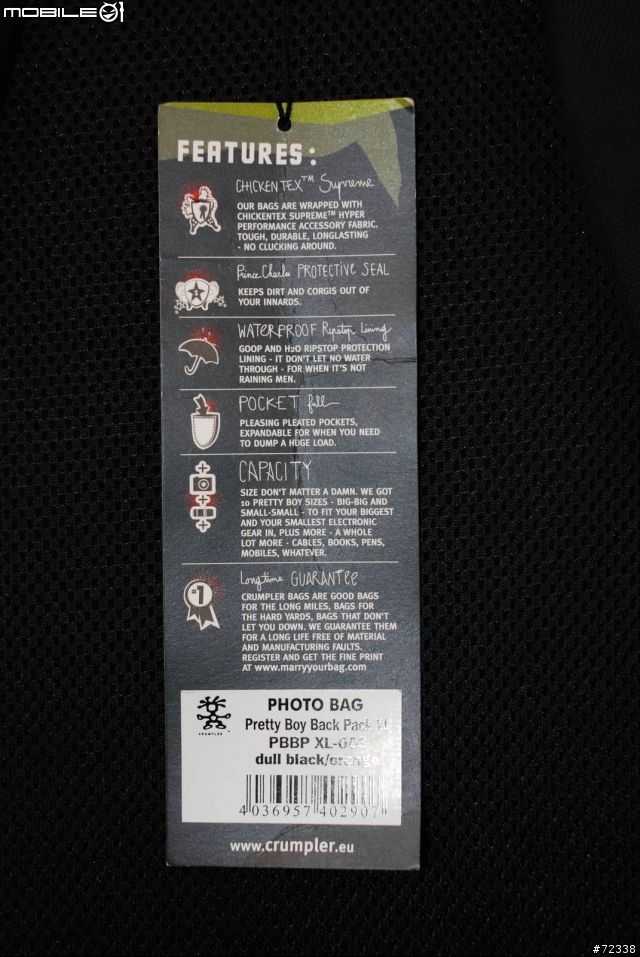 MOBILE01
FEATURES:
CHICKENTEX™ Supreme
OUR BAGS ARE WRAPPED WITH
CHICKENTEX SUPREME™ HYPER
PERFORMANCE ACCESSORY FABRIC.
TOUGH, DURABLE, LONGLASTING
- NO CLUCKING AROUND.
Prince Charles PROTECTIVE SEAL
KEEPS DIRT AND CORGIS OUT OF
YOUR INNARDS.
WATERPROOF Ripstop Lining
GOOP AND H2O RIPSTOP PROTECTION
LINING - IT DON'T LET NO WATER
THROUGH - FOR WHEN IT'S NOT
RAINING MEN.
POCKET full
PLEASING PLEATED POCKETS,
EXPANDABLE FOR WHEN YOU NEED
TO DUMP A HUGE LOAD.
CAPACITY
SIZE DON'T MATTER A DAMN. WE GOT
10 PRETTY BOY SIZES - BIG-BIG AND
SMALL-SMALL - TO FIT YOUR BIGGEST
AND YOUR SMALLEST ELECTRONIC
GEAR IN, PLUS MORE - A WHOLE
LOT MORE - CABLES, BOOKS, PENS,
MOBILES, WHATEVER.
#1
Longtime GUARANTEE
CRUMPLER BAGS ARE GOOD BAGS
FOR THE LONG MILES, BAGS FOR
THE HARD YARDS, BAGS THAT DON'T
LET YOU DOWN. WE GUARANTEE THEM
FOR A LONG LIFE FREE OF MATERIAL
AND MANUFACTURING FAULTS.
REGISTER AND GET THE FINE PRINT
AT www.marryyourbag.com
CRUMPLER
PHOTO BAG
Pretty Boy Back Pack XL
PBBP
dull black/orange
4 036957 402907
www.crumpler.eu
#72338